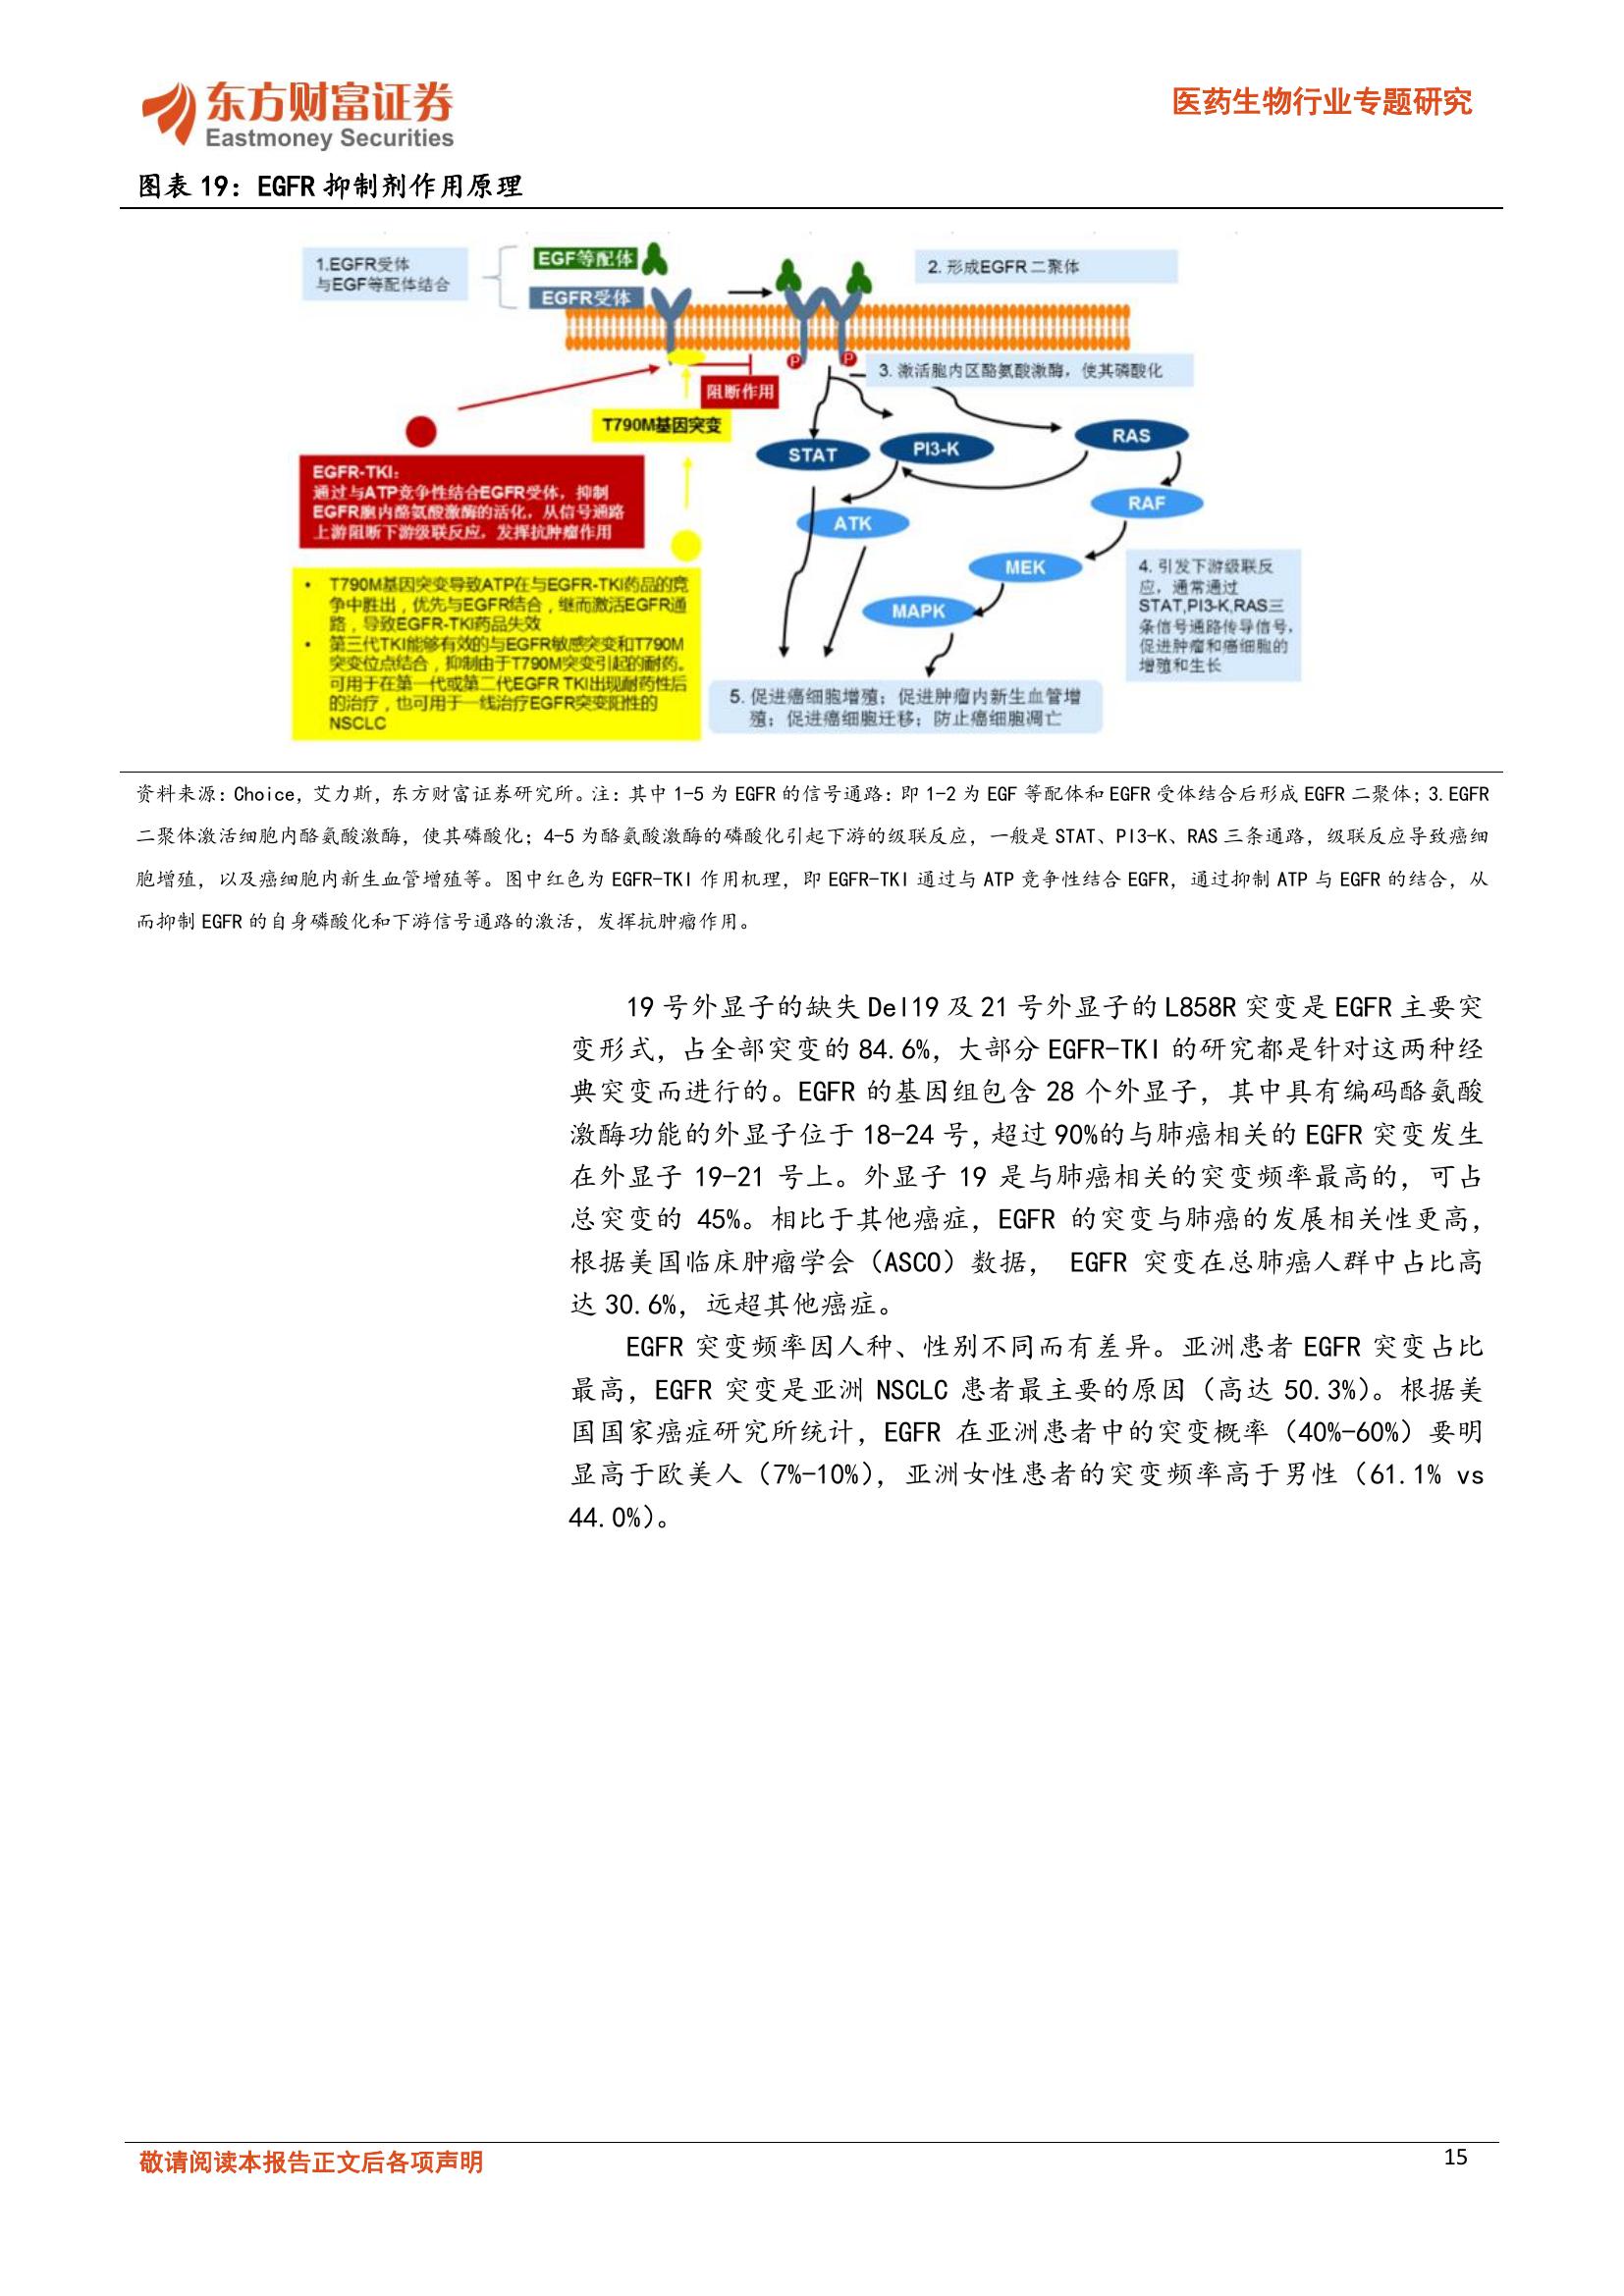 东方财富证券
Eastmoney Securities
医药生物行业专题研究
图表 19：EGFR 抑制剂作用原理
1.EGFR受体
与EGF等配体结合
EGF等配体
EGFR受体
2. 形成EGFR二聚体
P
P
3. 激活胞内区酪氨酸激酶，使其磷酸化
阻断作用
T790M基因突变
STAT
PI3-K
RAS
RAF
ATK
MEK
MAPK
EGFR-TKI：
通过与ATP竞争性结合EGFR受体，抑制
EGFR胞内酪氨酸激酶的活化，从信号通路
上游阻断下游级联反应，发挥抗肿瘤作用
• T790M基因突变导致ATP在与EGFR-TKI药品的竞
争中胜出，优先与EGFR结合，继而激活EGFR通
路，导致EGFR-TKI药品失效
• 第三代TKI能够有效的与EGFR敏感突变和T790M
突变位点结合，抑制由于T790M突变引起的耐药。
可用于在第一代或第二代EGFR TKI出现耐药性后
的治疗，也可用于一线治疗EGFR突变阳性的
NSCLC
4. 引发下游级联反
应，通常通过
STAT,PI3-K,RAS三
条信号通路传导信号，
促进肿瘤和癌细胞的
增殖和生长
5. 促进癌细胞增殖；促进肿瘤内新生血管增
殖；促进癌细胞迁移；防止癌细胞凋亡
资料来源：Choice，艾力斯，东方财富证券研究所。注：其中 1-5 为 EGFR 的信号通路：即 1-2 为 EGF 等配体和 EGFR 受体结合后形成 EGFR 二聚体；3.EGFR
二聚体激活细胞内酪氨酸激酶，使其磷酸化；4-5 为酪氨酸激酶的磷酸化引起下游的级联反应，一般是 STAT、PI3-K、RAS 三条通路，级联反应导致癌细
胞增殖，以及癌细胞内新生血管增殖等。图中红色为 EGFR-TKI 作用机理，即 EGFR-TKI 通过与 ATP 竞争性结合 EGFR，通过抑制 ATP 与 EGFR 的结合，从
而抑制 EGFR 的自身磷酸化和下游信号通路的激活，发挥抗肿瘤作用。
19 号外显子的缺失 Del19 及 21 号外显子的 L858R 突变是 EGFR 主要突
变形式，占全部突变的 84.6%，大部分 EGFR-TKI 的研究都是针对这两种经
典突变而进行的。EGFR 的基因组包含 28 个外显子，其中具有编码酪氨酸
激酶功能的外显子位于 18-24 号，超过 90%的与肺癌相关的 EGFR 突变发生
在外显子 19-21 号上。外显子 19 是与肺癌相关的突变频率最高的，可占
总突变的 45%。相比于其他癌症，EGFR 的突变与肺癌的发展相关性更高，
根据美国临床肿瘤学会（ASCO）数据， EGFR 突变在总肺癌人群中占比高
达 30.6%，远超其他癌症。
EGFR 突变频率因人种、性别不同而有差异。亚洲患者 EGFR 突变占比
最高，EGFR 突变是亚洲 NSCLC 患者最主要的原因（高达 50.3%）。根据美
国国家癌症研究所统计，EGFR 在亚洲患者中的突变概率（40%-60%）要明
显高于欧美人（7%-10%），亚洲女性患者的突变频率高于男性（61.1% vs
44.0%）。
敬请阅读本报告正文后各项声明
15